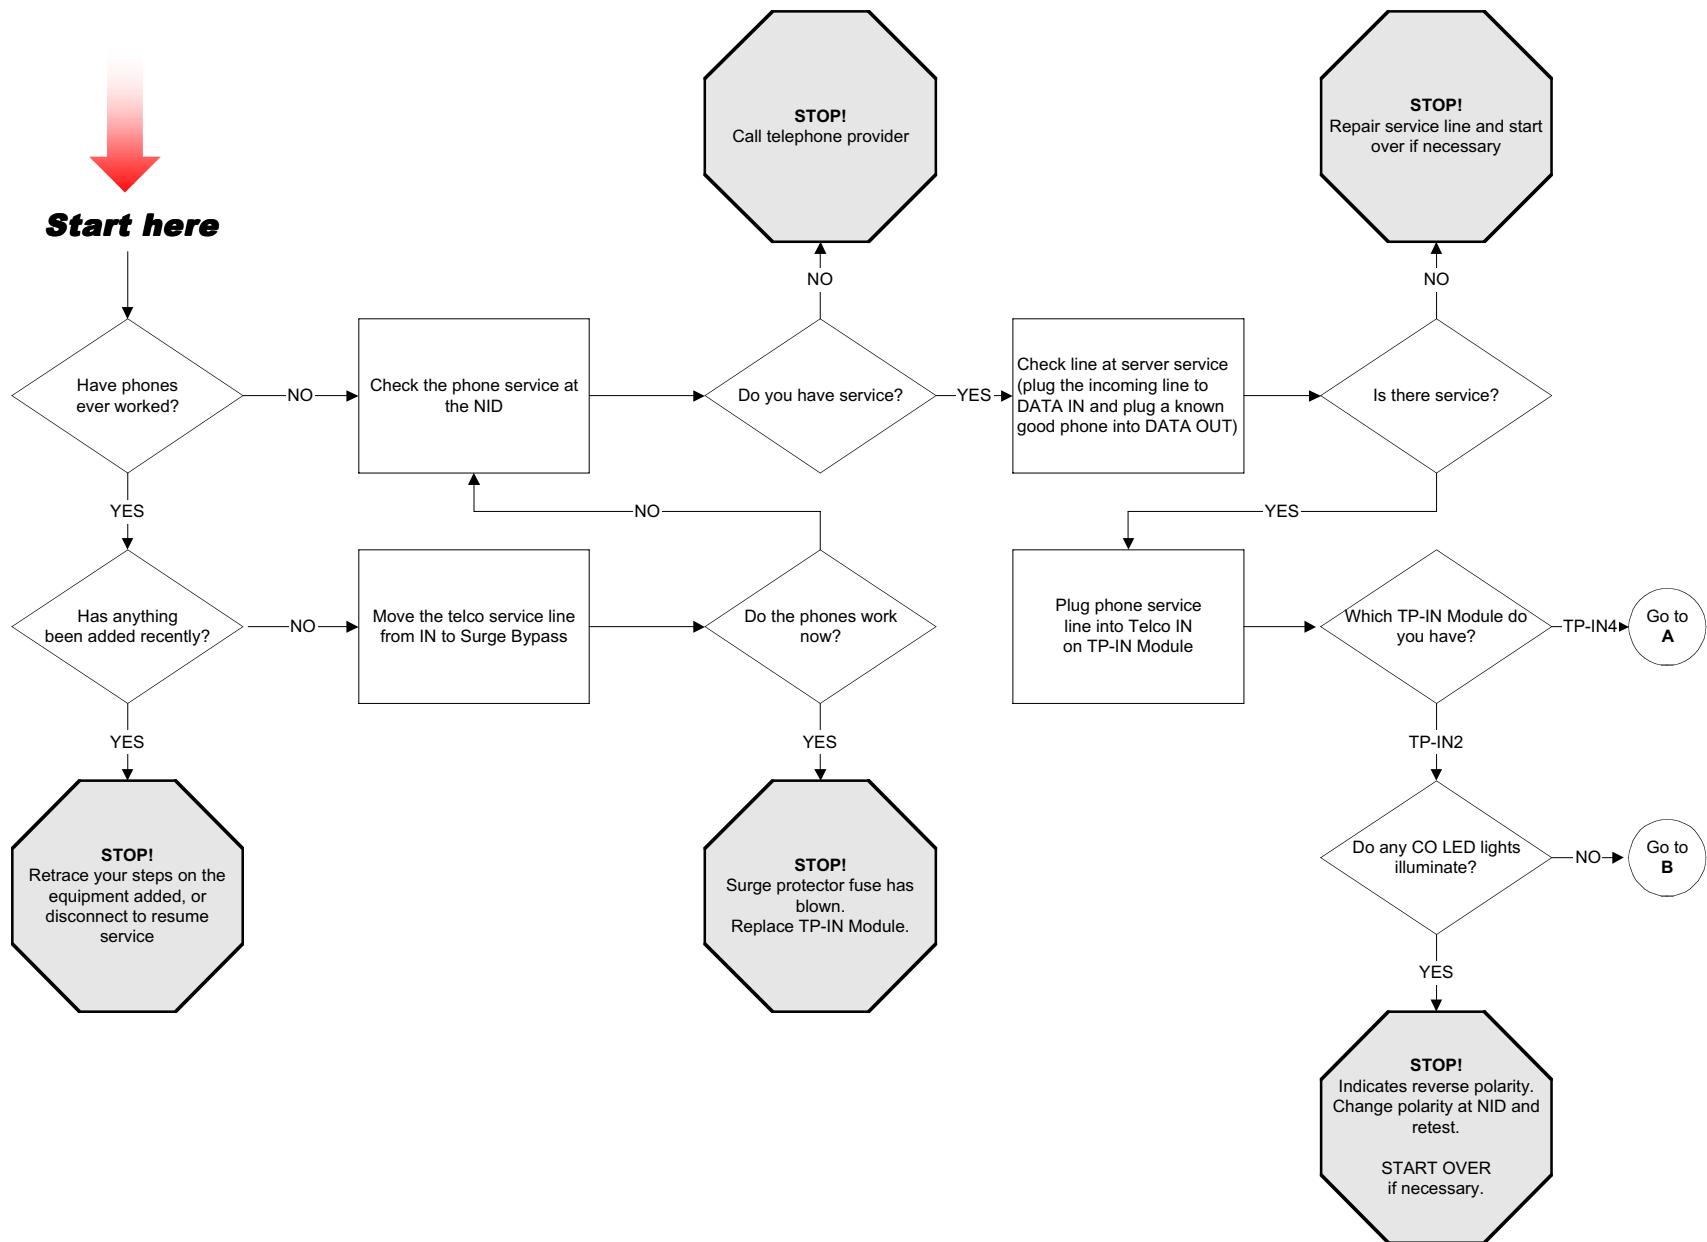 STOP!
Call telephone provider
STOP!
Repair service line and start
over if necessary
Start here
NO
NO
Have phones
ever worked?
NO
Check the phone service at
the NID
Do you have service?
YES
Check line at server service
(plug the incoming line to
DATA IN and plug a known
good phone into DATA OUT)
Is there service?
YES
NO
YES
Has anything
been added recently?
NO
Move the telco service line
from IN to Surge Bypass
Do the phones work
now?
Plug phone service
line into Telco IN
on TP-IN Module
Which TP-IN Module do
you have?
TP-IN4
Go to
A
YES
YES
TP-IN2
STOP!
Retrace your steps on the
equipment added, or
disconnect to resume
service
STOP!
Surge protector fuse has
blown.
Replace TP-IN Module.
Do any CO LED lights
illuminate?
NO
Go to
B
YES
STOP!
Indicates reverse polarity.
Change polarity at NID and
retest.
START OVER
if necessary.